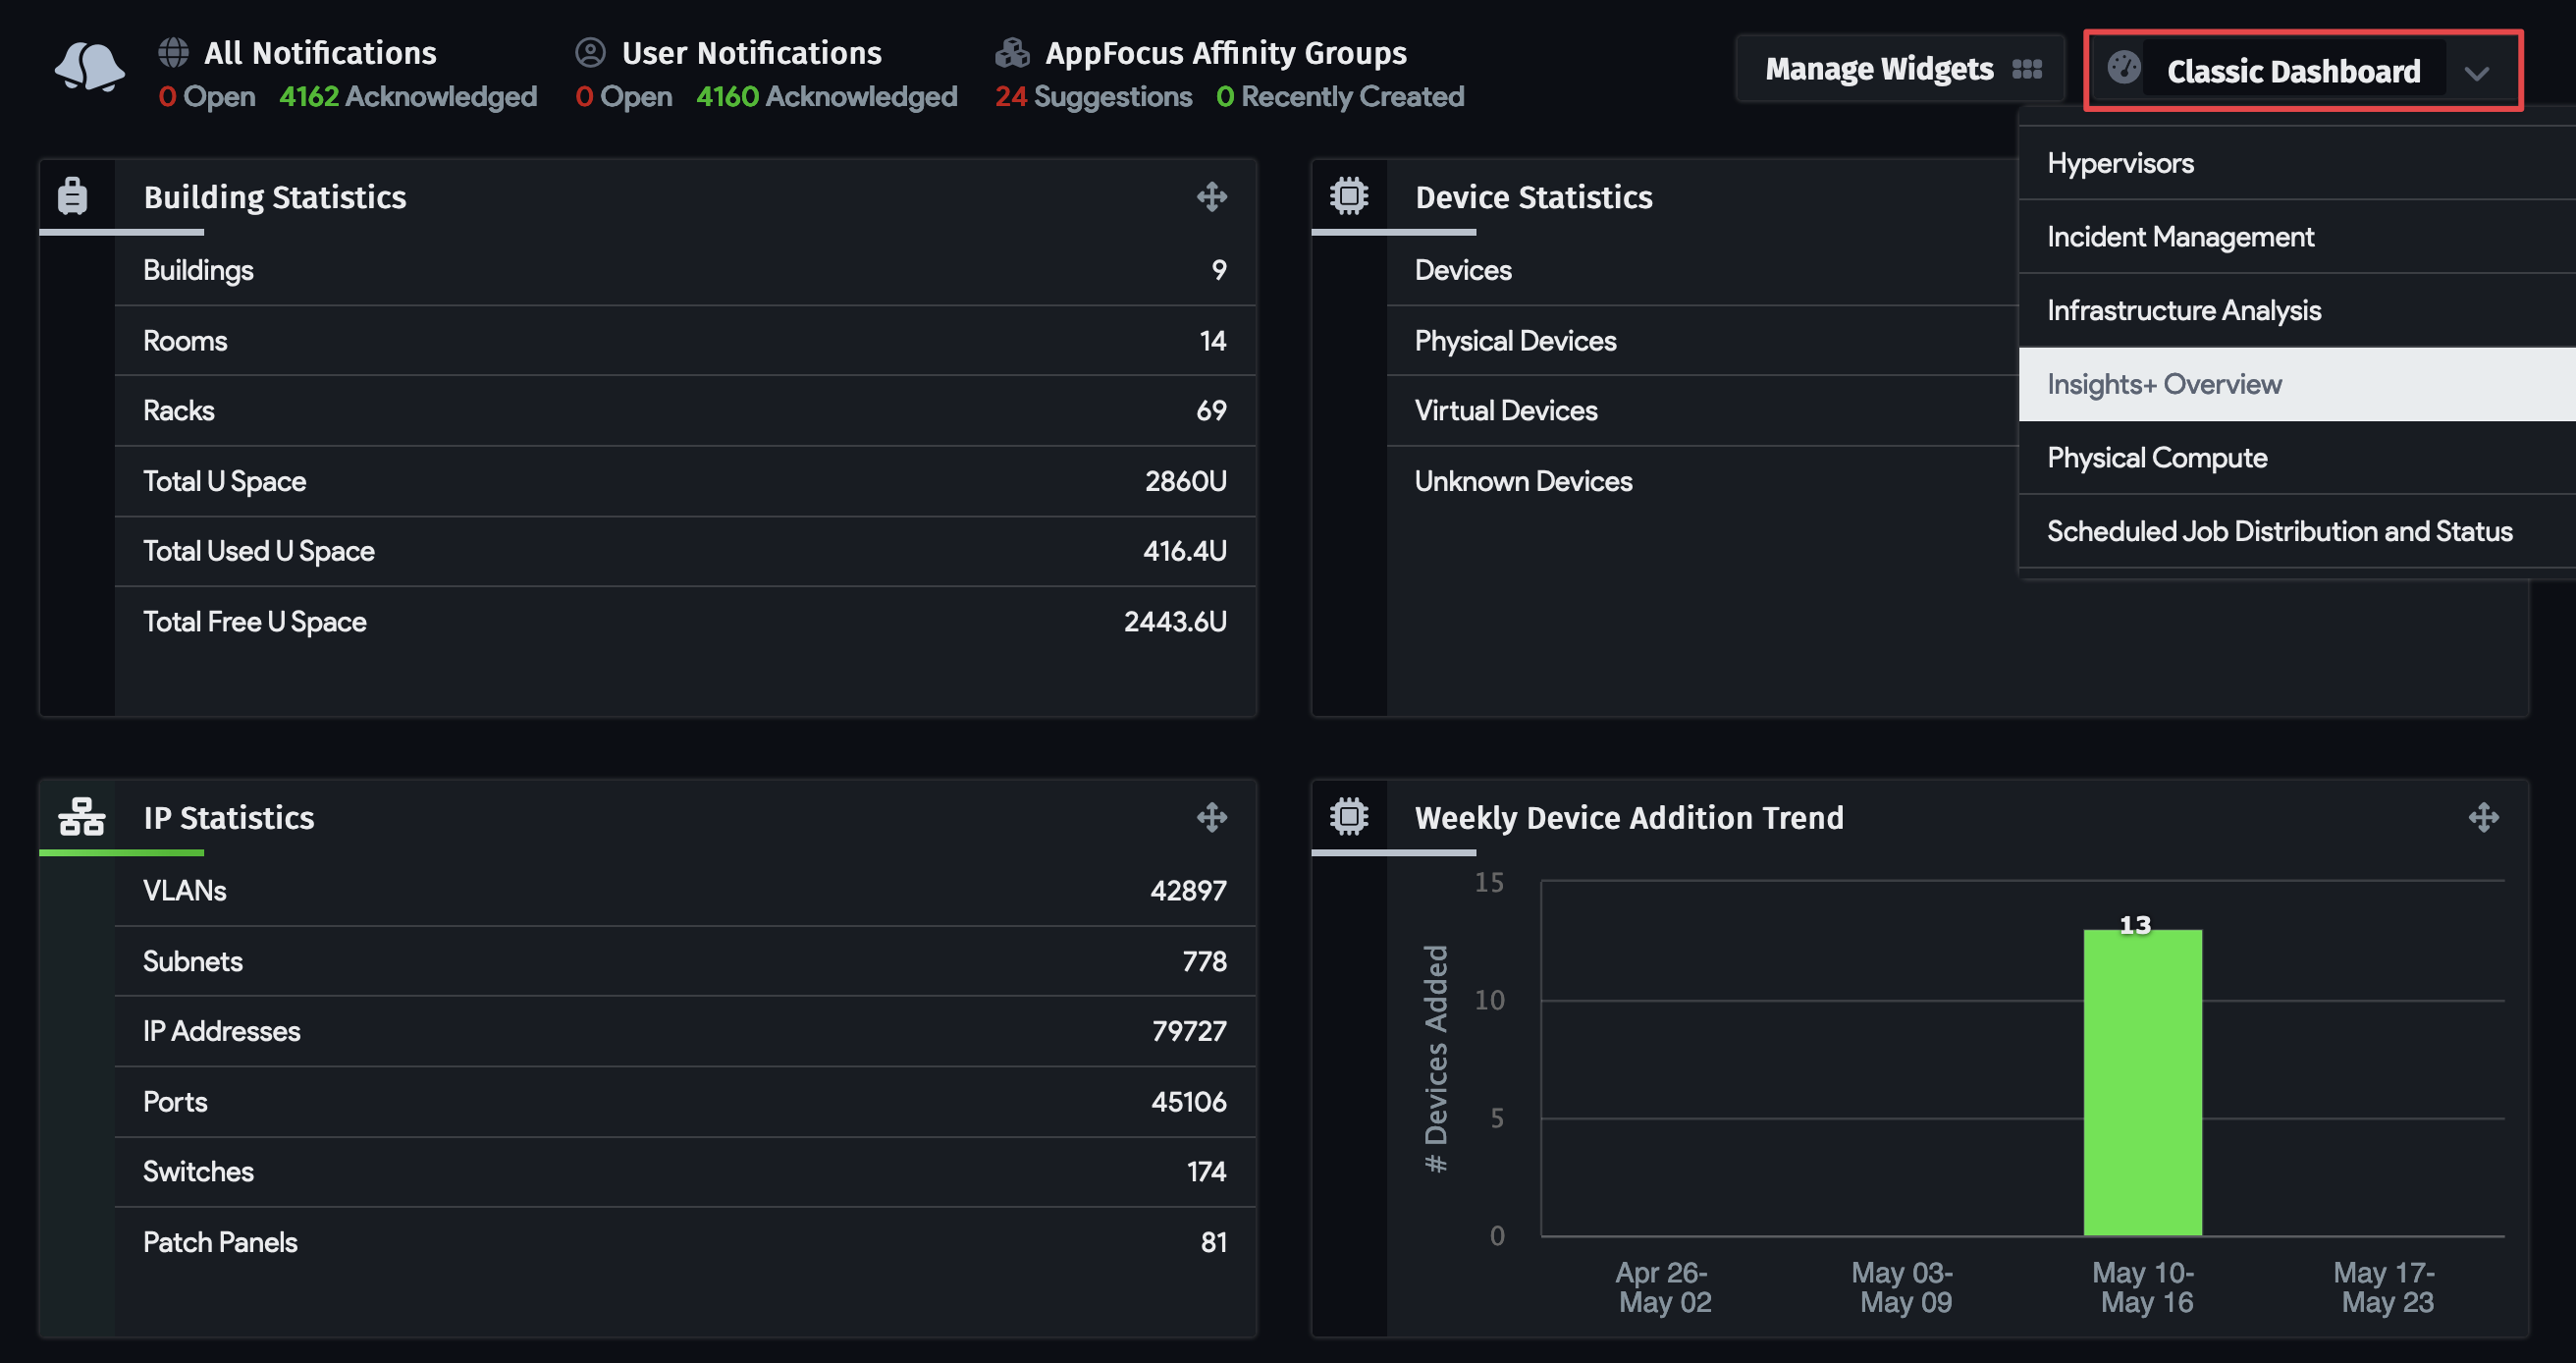 All Notifications
0 Open 4162 Acknowledged
User Notifications
0 Open 4160 Acknowledged
AppFocus Affinity Groups
24 Suggestions 0 Recently Created
Manage Widgets
Classic Dashboard
Hypervisors
Incident Management
Infrastructure Analysis
Insights+ Overview
Physical Compute
Scheduled Job Distribution and Status
Building Statistics
Buildings 9
Rooms 14
Racks 69
Total U Space 2860U
Total Used U Space 416.4U
Total Free U Space 2443.6U
Device Statistics
Devices
Physical Devices
Virtual Devices
Unknown Devices
IP Statistics
VLANs 42897
Subnets 778
IP Addresses 79727
Ports 45106
Switches 174
Patch Panels 81
Weekly Device Addition Trend
# Devices Added
15
10
5
0
13
Apr 26-
May 02
May 03-
May 09
May 10-
May 16
May 17-
May 23